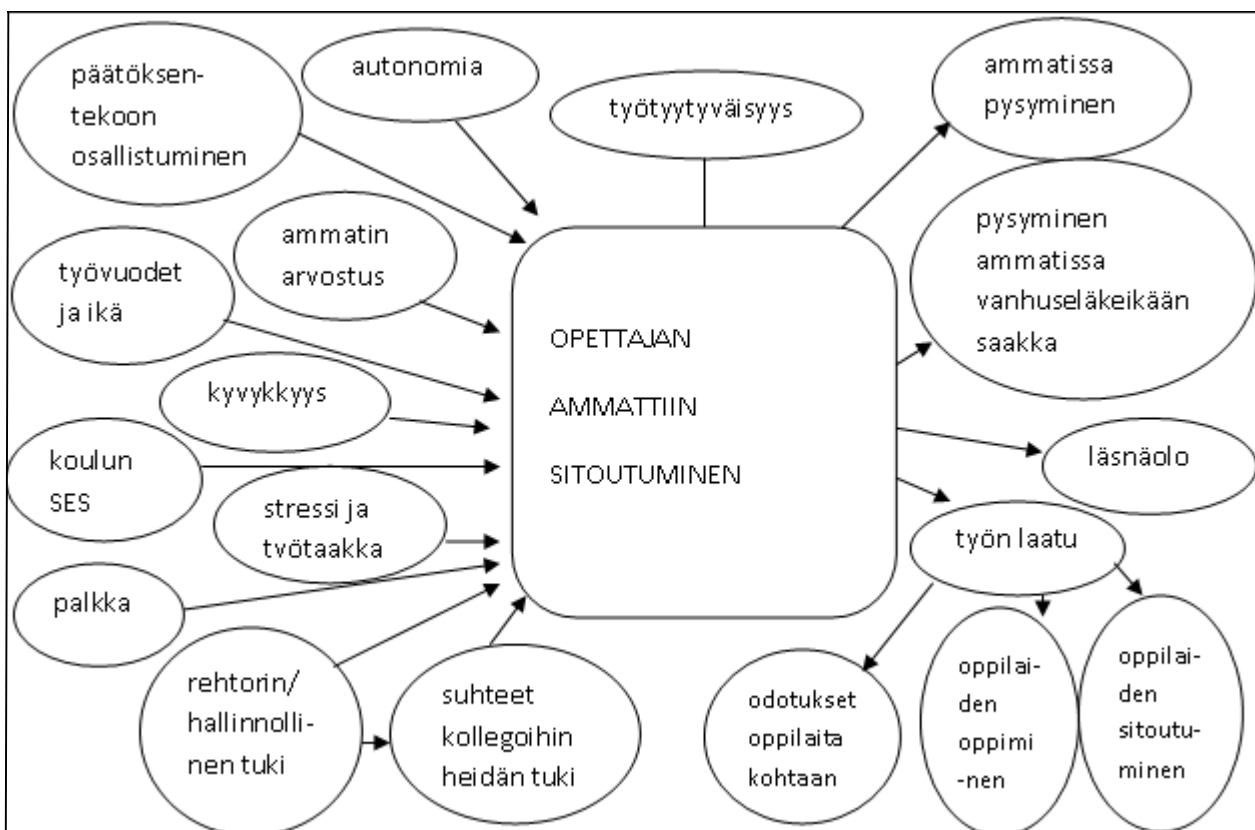 päätöksen-
tekoon
osallistuminen
autonomia
työtyytyväisyys
ammatissa
pysyminen
ammatin
arvostus
pysyminen
ammatissa
vanhuseläkeikään
saakka
työvuodet
ja ikä
OPETTAJAN
AMMATTIIN
SITOUTUMINEN
kyvykkyys
koulun
SES
läsnäolo
stressi ja
työtaakka
työn laatu
palkka
rehtorin/
hallinnolli-
nen tuki
suhteet
kollegoihin
heidän tuki
odotukset
oppilaita
kohtaan
oppilai-
den
oppimi
-nen
oppilai-
den
sitoutu-
minen